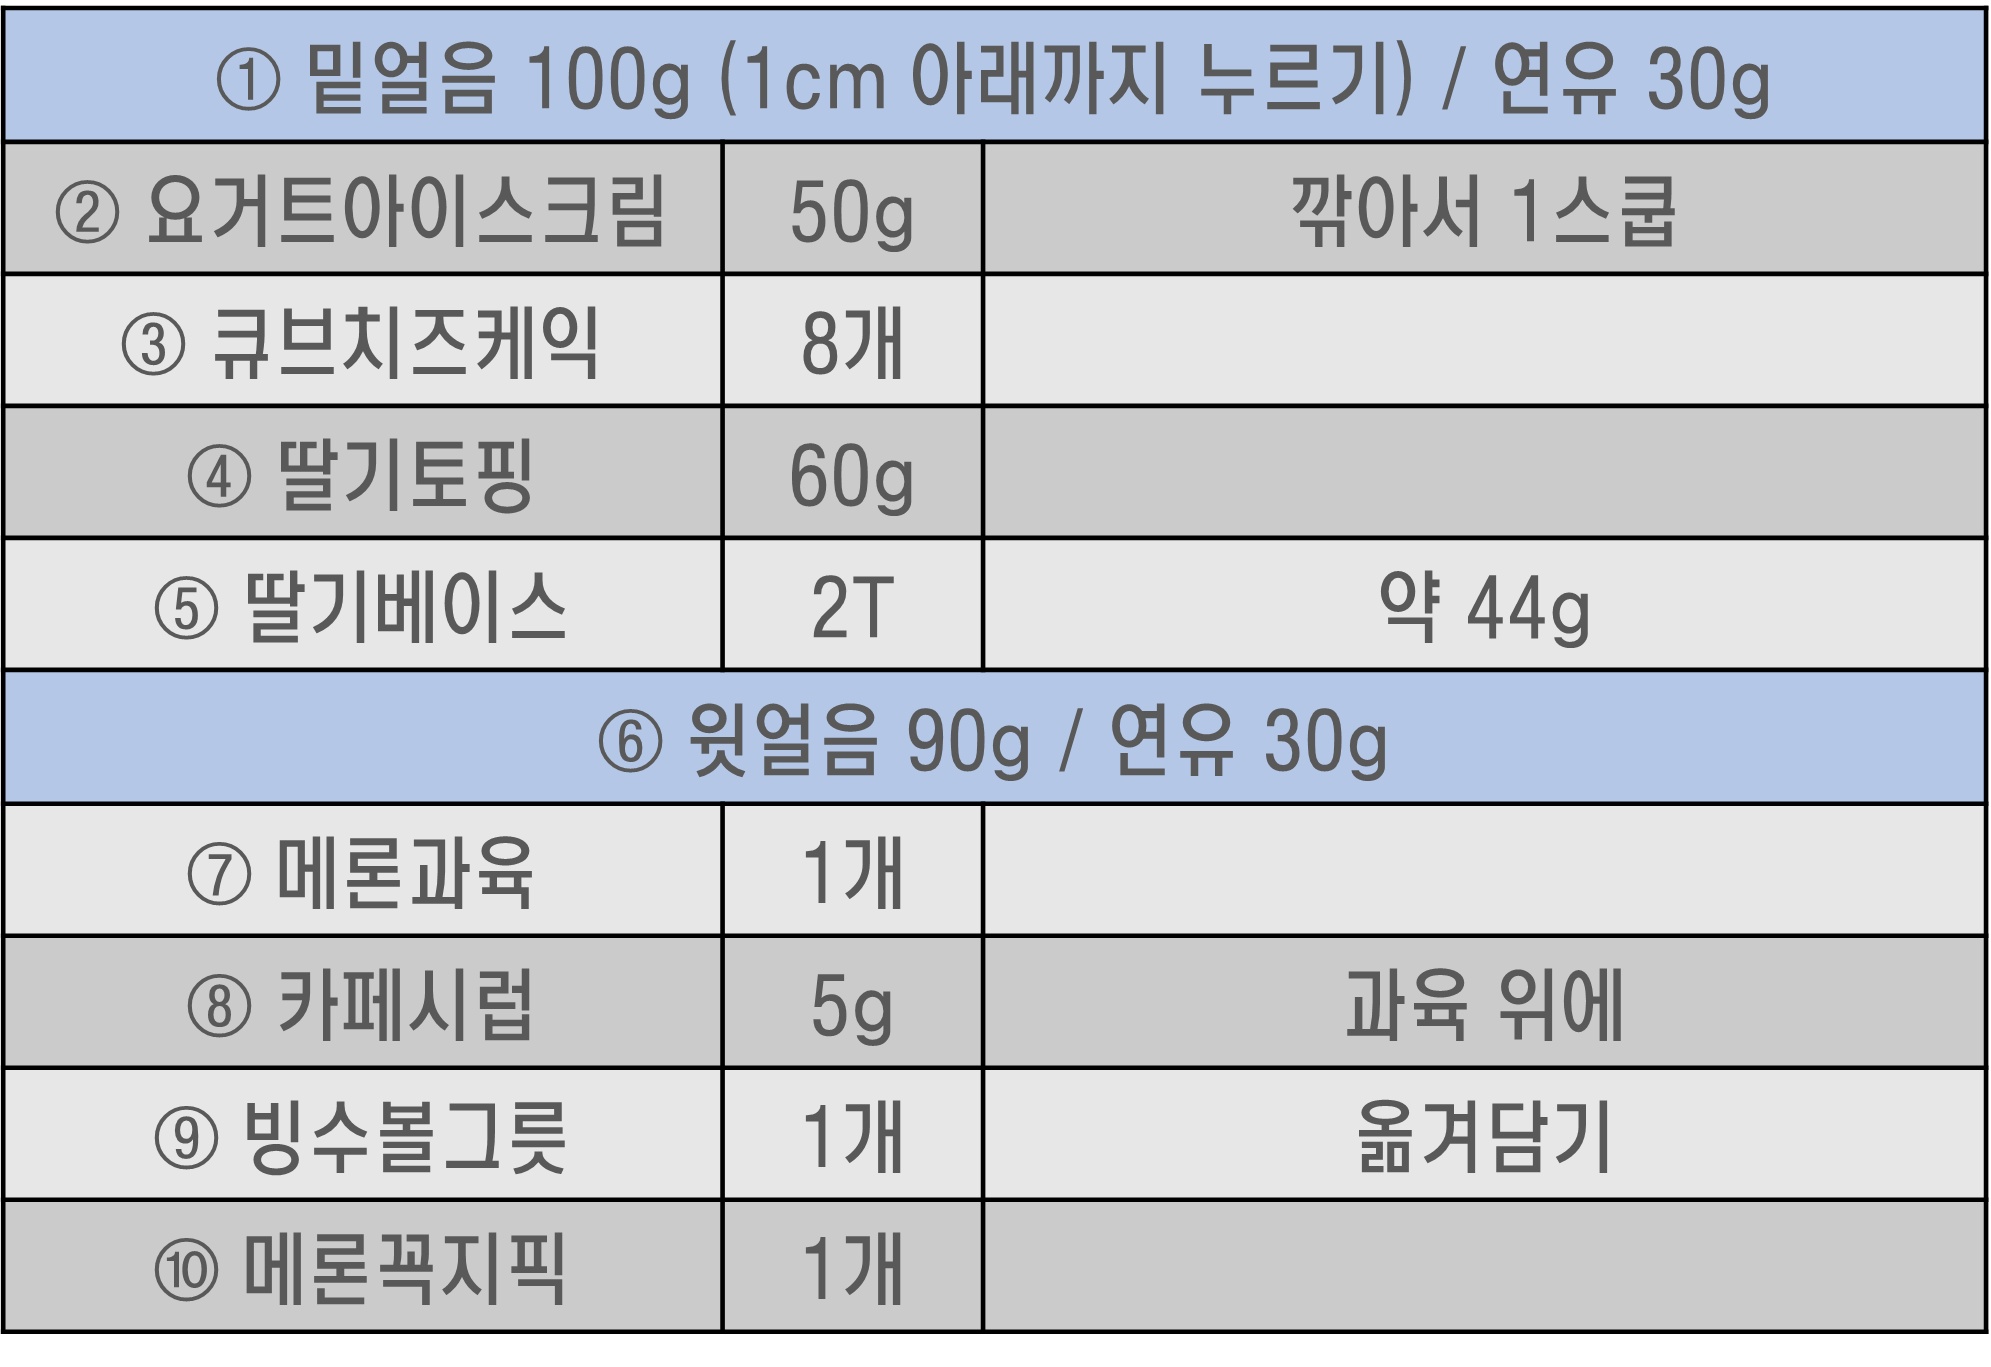 ① 밑얼음 100g (1cm 아래까지 누르기) / 연유 30g
② 요거트아이스크림 50g 깎아서 1스쿱
③ 큐브치즈케익 8개
④ 딸기토핑 60g
⑤ 딸기베이스 2T 약 44g
⑥ 윗얼음 90g / 연유 30g
⑦ 메론과육 1개
⑧ 카페시럽 5g 과육 위에
⑨ 빙수볼그릇 1개 옮겨담기
⑩ 메론꼭지픽 1개